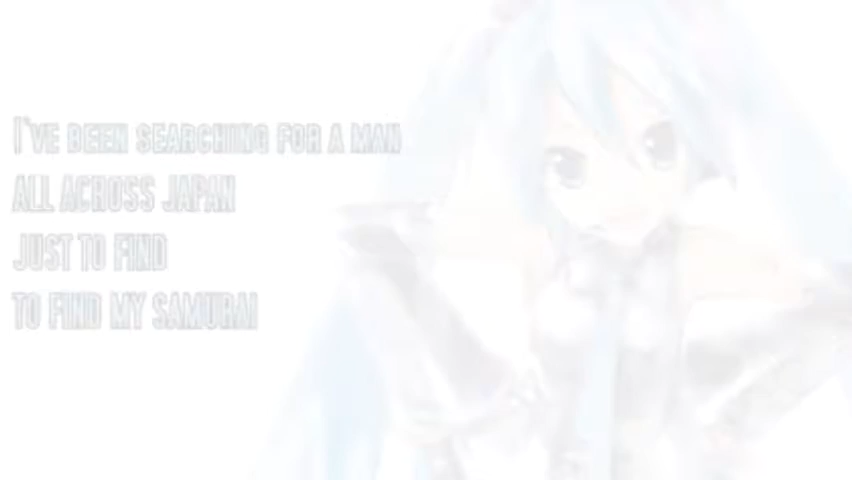 I'VE BEEN SEARCHING FOR A MAN
ALL ACROSS JAPAN
JUST TO FIND
TO FIND MY SAMURAI